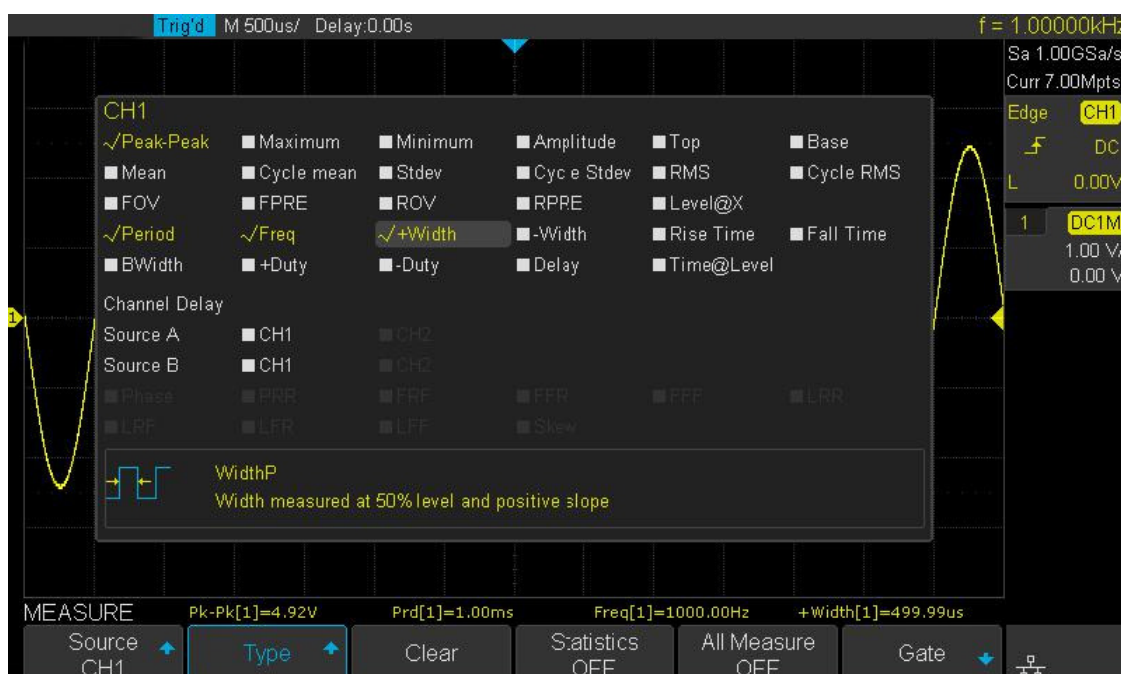 Trig'd M 500us/ Delay:0.00s f = 1.00000kHz
Sa 1.00GSa/s
Curr 7.00Mpts
Edge CH1
DC
L 0.00V
1 DC1M
1.00 V/
0.00 V
CH1
Peak-Peak Maximum Minimum Amplitude Top Base
Mean Cycle mean Stdev Cyc e Stdev RMS Cycle RMS
FOV FPRE ROV RPRE Level@X
Period Freq +Width -Width Rise Time Fall Time
BWidth +Duty -Duty Delay Time@Level
Channel Delay
Source A CH1 CH2
Source B CH1 CH2
Phase PRR FRF FFR FFF LRR
LRF LFR LFF Skew
WidthP
Width measured at 50% level and positive slope
1
MEASURE Pk-Pk[1]=4.92V Prd[1]=1.00ms Freq[1]=1000.00Hz +Width[1]=499.99us
Source CH1
Type
Clear
Statistics OFF
All Measure OFF
Gate